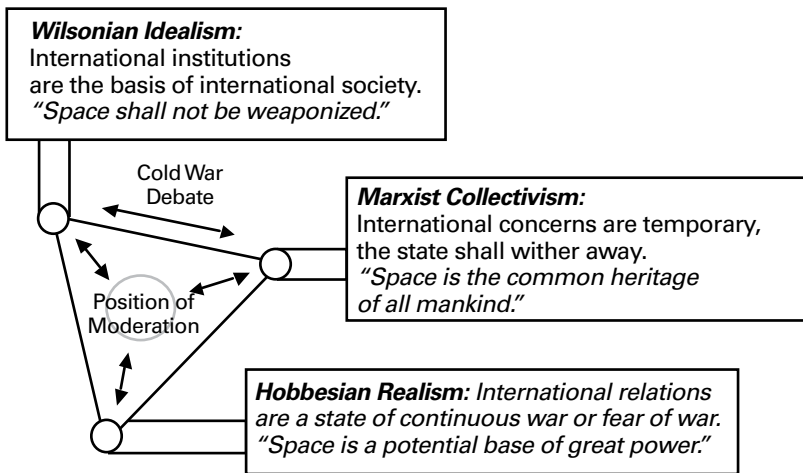 Wilsonian Idealism:
International institutions
are the basis of international society.
“Space shall not be weaponized.”
Cold War
Debate
Marxist Collectivism:
International concerns are temporary,
the state shall wither away.
“Space is the common heritage
of all mankind.”
Position of
Moderation
Hobbesian Realism: International relations
are a state of continuous war or fear of war.
“Space is a potential base of great power.”